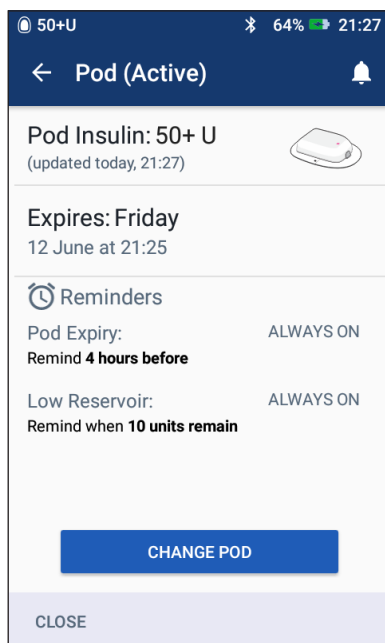 50+U 64% 21:27
Pod (Active)
Pod Insulin: 50+ U
(updated today, 21:27)
Expires: Friday
12 June at 21:25
Reminders
Pod Expiry: ALWAYS ON
Remind 4 hours before
Low Reservoir: ALWAYS ON
Remind when 10 units remain
CHANGE POD
CLOSE